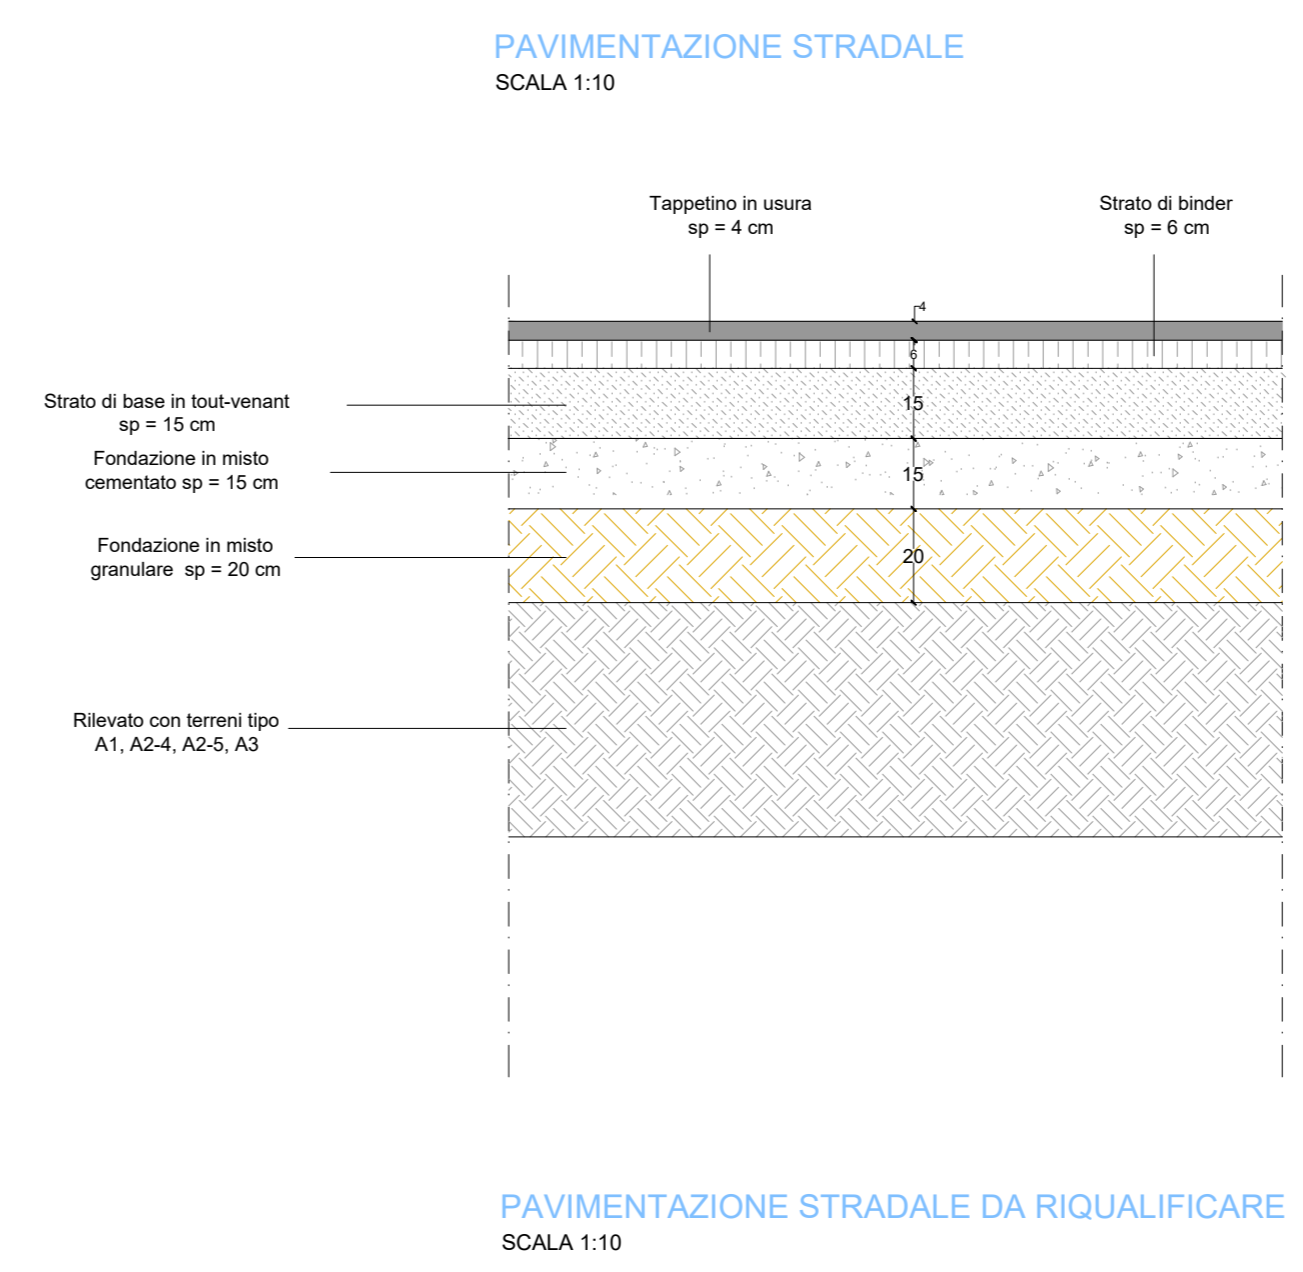 PAVIMENTAZIONE STRADALE
SCALA 1:10
Tappetino in usura
sp = 4 cm
Strato di binder
sp = 6 cm
4
6
Strato di base in tout-venant
sp = 15 cm
15
Fondazione in misto
cementato sp = 15 cm
15
Fondazione in misto
granulare  sp = 20 cm
20
Rilevato con terreni tipo
A1, A2-4, A2-5, A3
PAVIMENTAZIONE STRADALE DA RIQUALIFICARE
SCALA 1:10